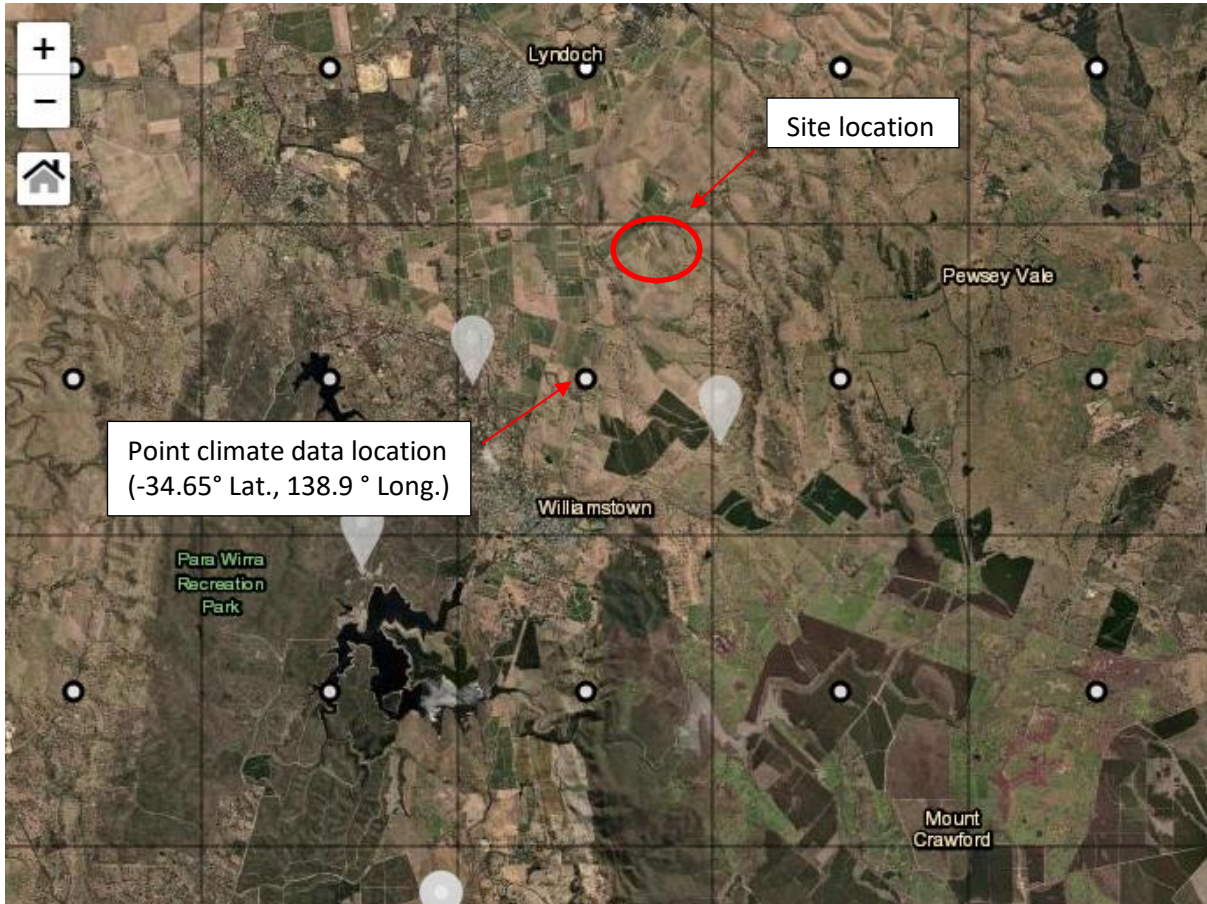 +
−
Lyndoch
Site location
Pewsey Vale
Point climate data location
(-34.65° Lat., 138.9 ° Long.)
Williamstown
Para Wirra
Recreation
Park
Mount
Crawford